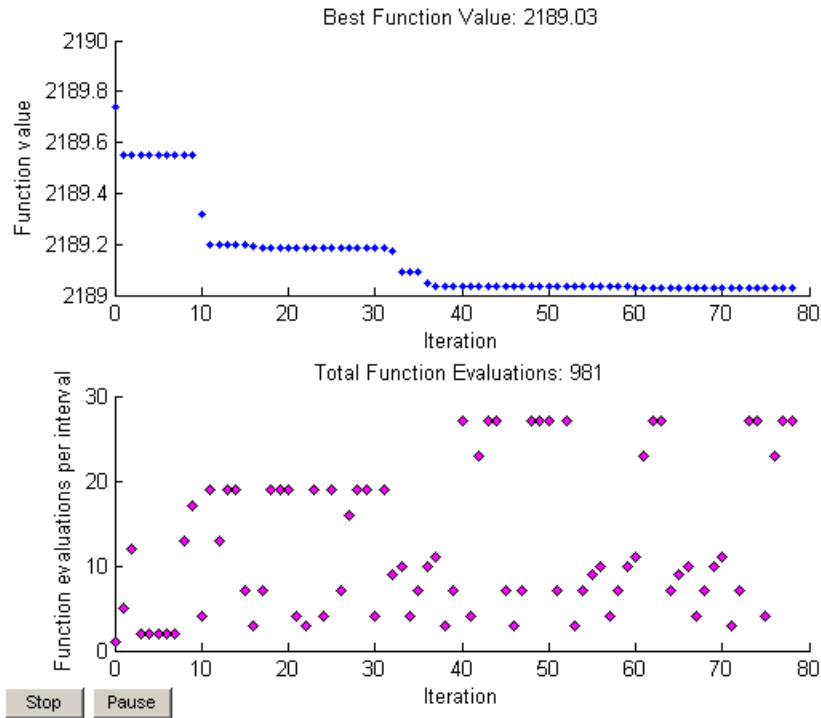 Best Function Value: 2189.03
2190
2189.8
2189.6
2189.4
2189.2
2189
Function value
0 10 20 30 40 50 60 70 80
Iteration
Total Function Evaluations: 981
30
20
10
0
Function evaluations per interval
0 10 20 30 40 50 60 70 80
Iteration
Stop
Pause